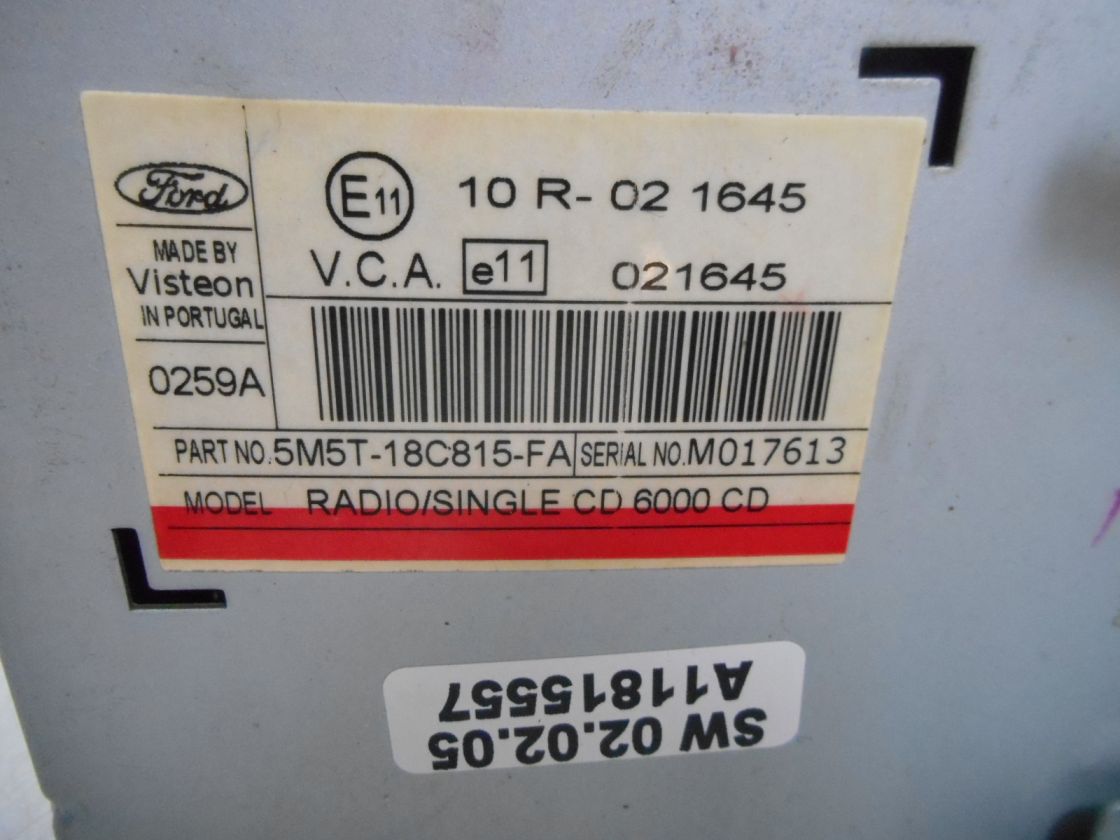 Ford
MADE BY
Visteon
IN PORTUGAL
0259A
E11 10 R- 02 1645
V.C.A. e11 021645
PART NO. 5M5T-18C815-FA SERIAL NO. M017613
MODEL RADIO/SINGLE CD 6000 CD
SW 02.02.05
A11815557